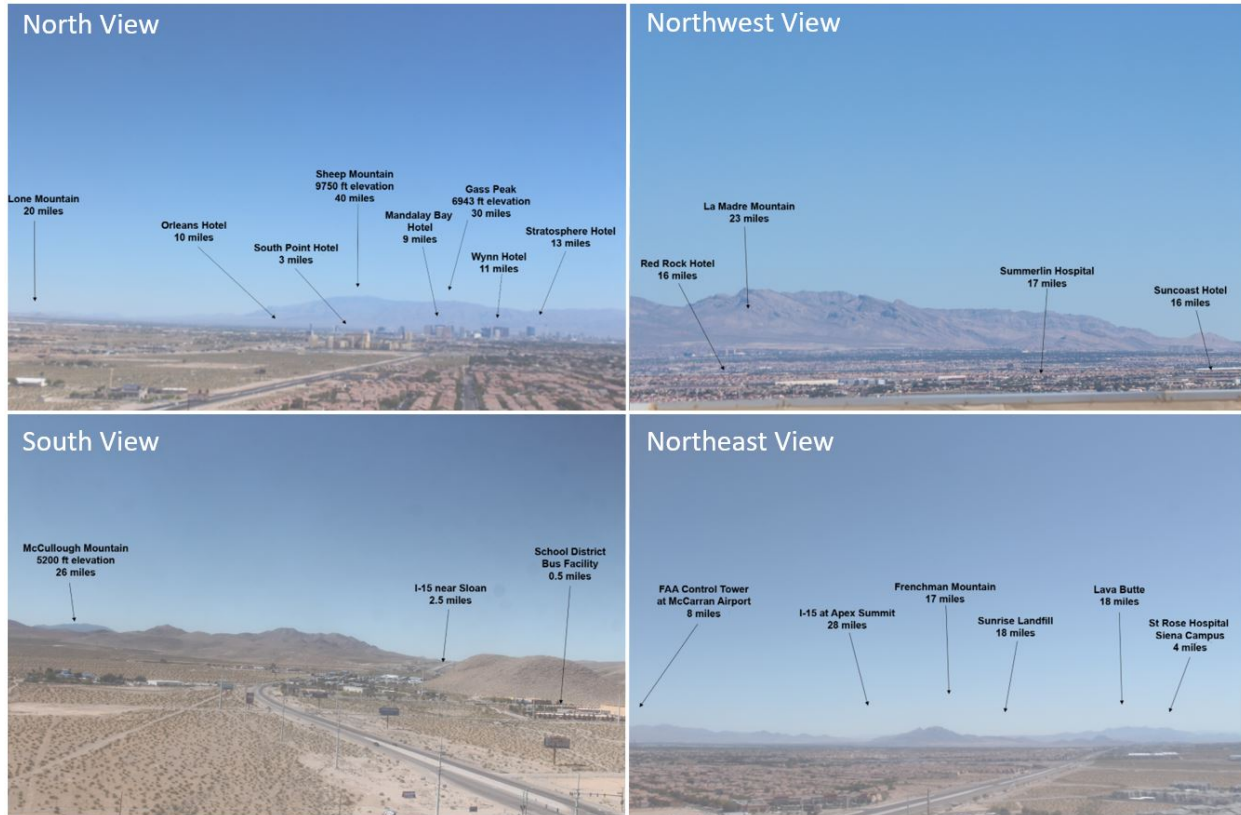 North View
Lone Mountain
20 miles
Orleans Hotel
10 miles
South Point Hotel
3 miles
Sheep Mountain
9750 ft elevation
40 miles
Mandalay Bay
Hotel
9 miles
Gass Peak
6943 ft elevation
30 miles
Wynn Hotel
11 miles
Stratosphere Hotel
13 miles
Northwest View
Red Rock Hotel
16 miles
La Madre Mountain
23 miles
Summerlin Hospital
17 miles
Suncoast Hotel
16 miles
South View
McCullough Mountain
5200 ft elevation
26 miles
I-15 near Sloan
2.5 miles
School District
Bus Facility
0.5 miles
Northeast View
FAA Control Tower
at McCarran Airport
8 miles
I-15 at Apex Summit
28 miles
Frenchman Mountain
17 miles
Sunrise Landfill
18 miles
Lava Butte
18 miles
St Rose Hospital
Siena Campus
4 miles